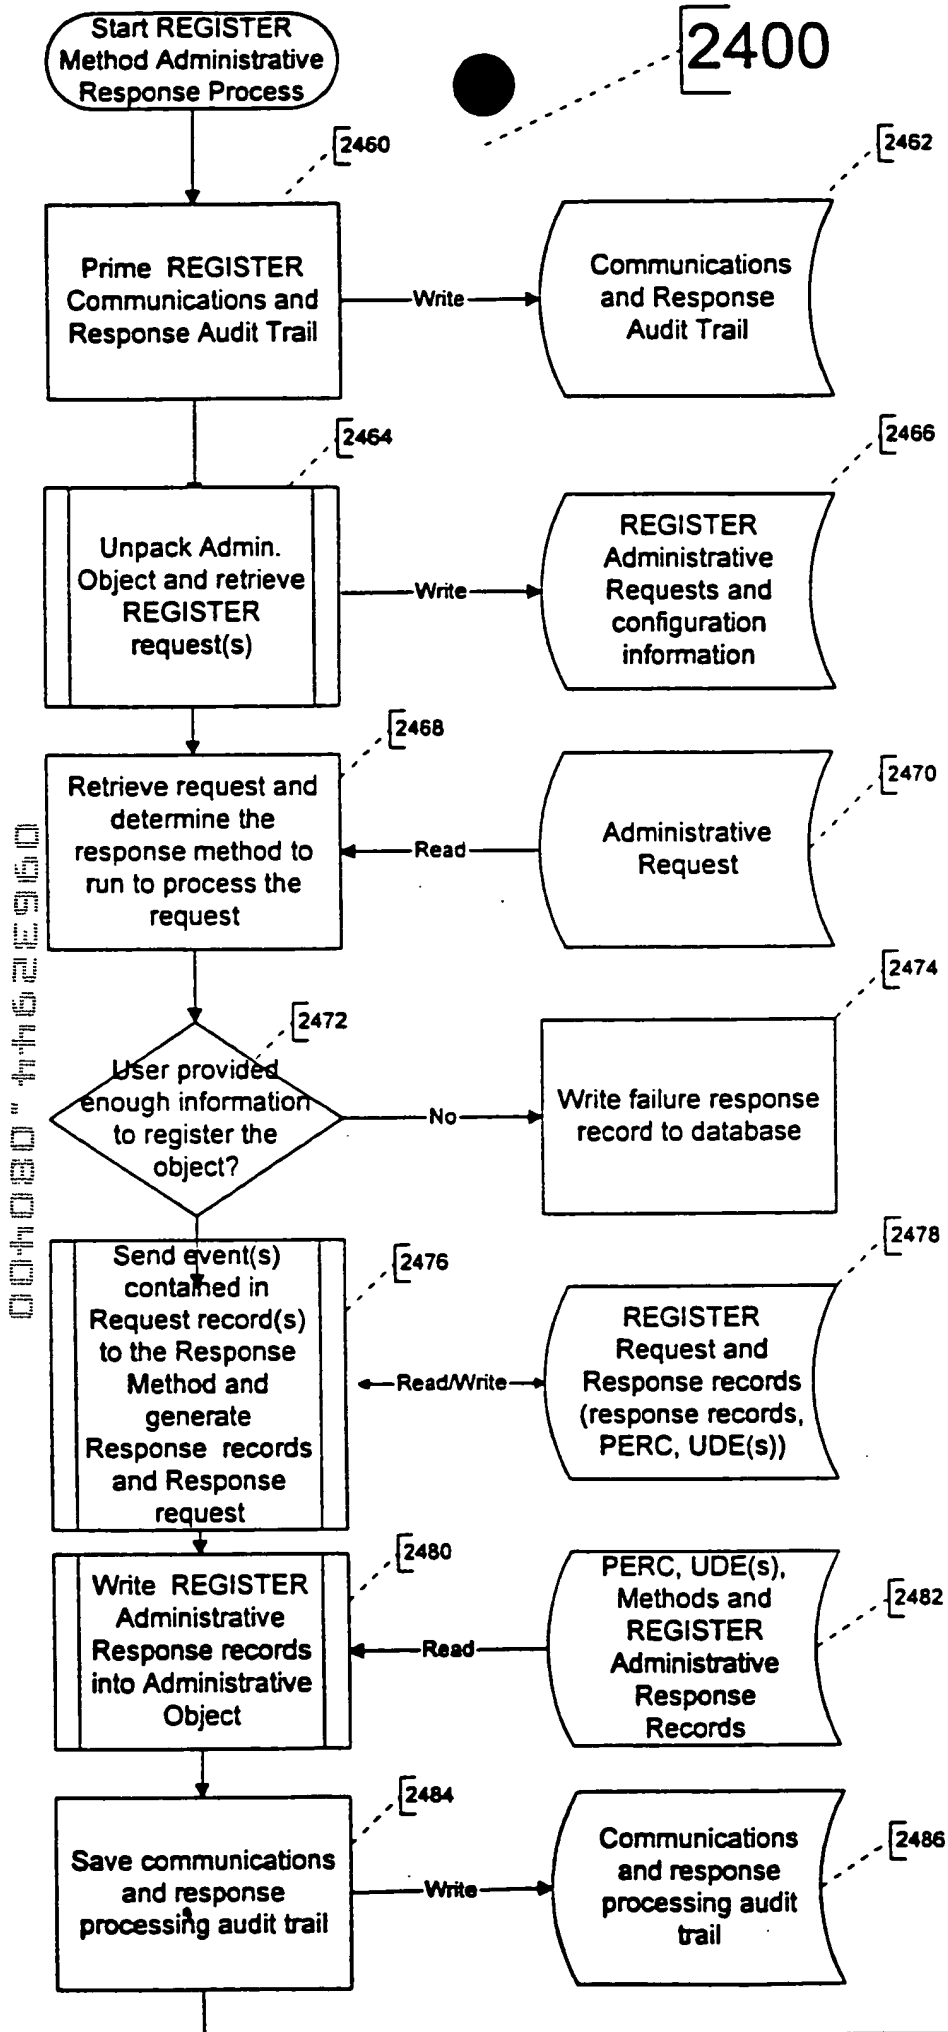 Start REGISTER
Method Administrative
Response Process
2400
2460
2462
Prime REGISTER
Communications and
Response Audit Trail
Write
Communications
and Response
Audit Trail
2464
2466
Unpack Admin.
Object and retrieve
REGISTER
request(s)
Write
REGISTER
Administrative
Requests and
configuration
information
2468
2470
Retrieve request and
determine the
response method to
run to process the
request
Read
Administrative
Request
2472
2474
User provided
enough information
to register the
object?
No
Write failure response
record to database
2476
2478
Send event(s)
contained in
Request record(s)
to the Response
Method and
generate
Response records
and Response
request
Read/Write
REGISTER
Request and
Response records
(response records,
PERC, UDE(s))
2480
2482
Write REGISTER
Administrative
Response records
into Administrative
Object
Read
PERC, UDE(s),
Methods and
REGISTER
Administrative
Response
Records
2484
2486
Save communications
and response
processing audit trail
Write
Communications
and response
processing audit
trail
09632944.080400